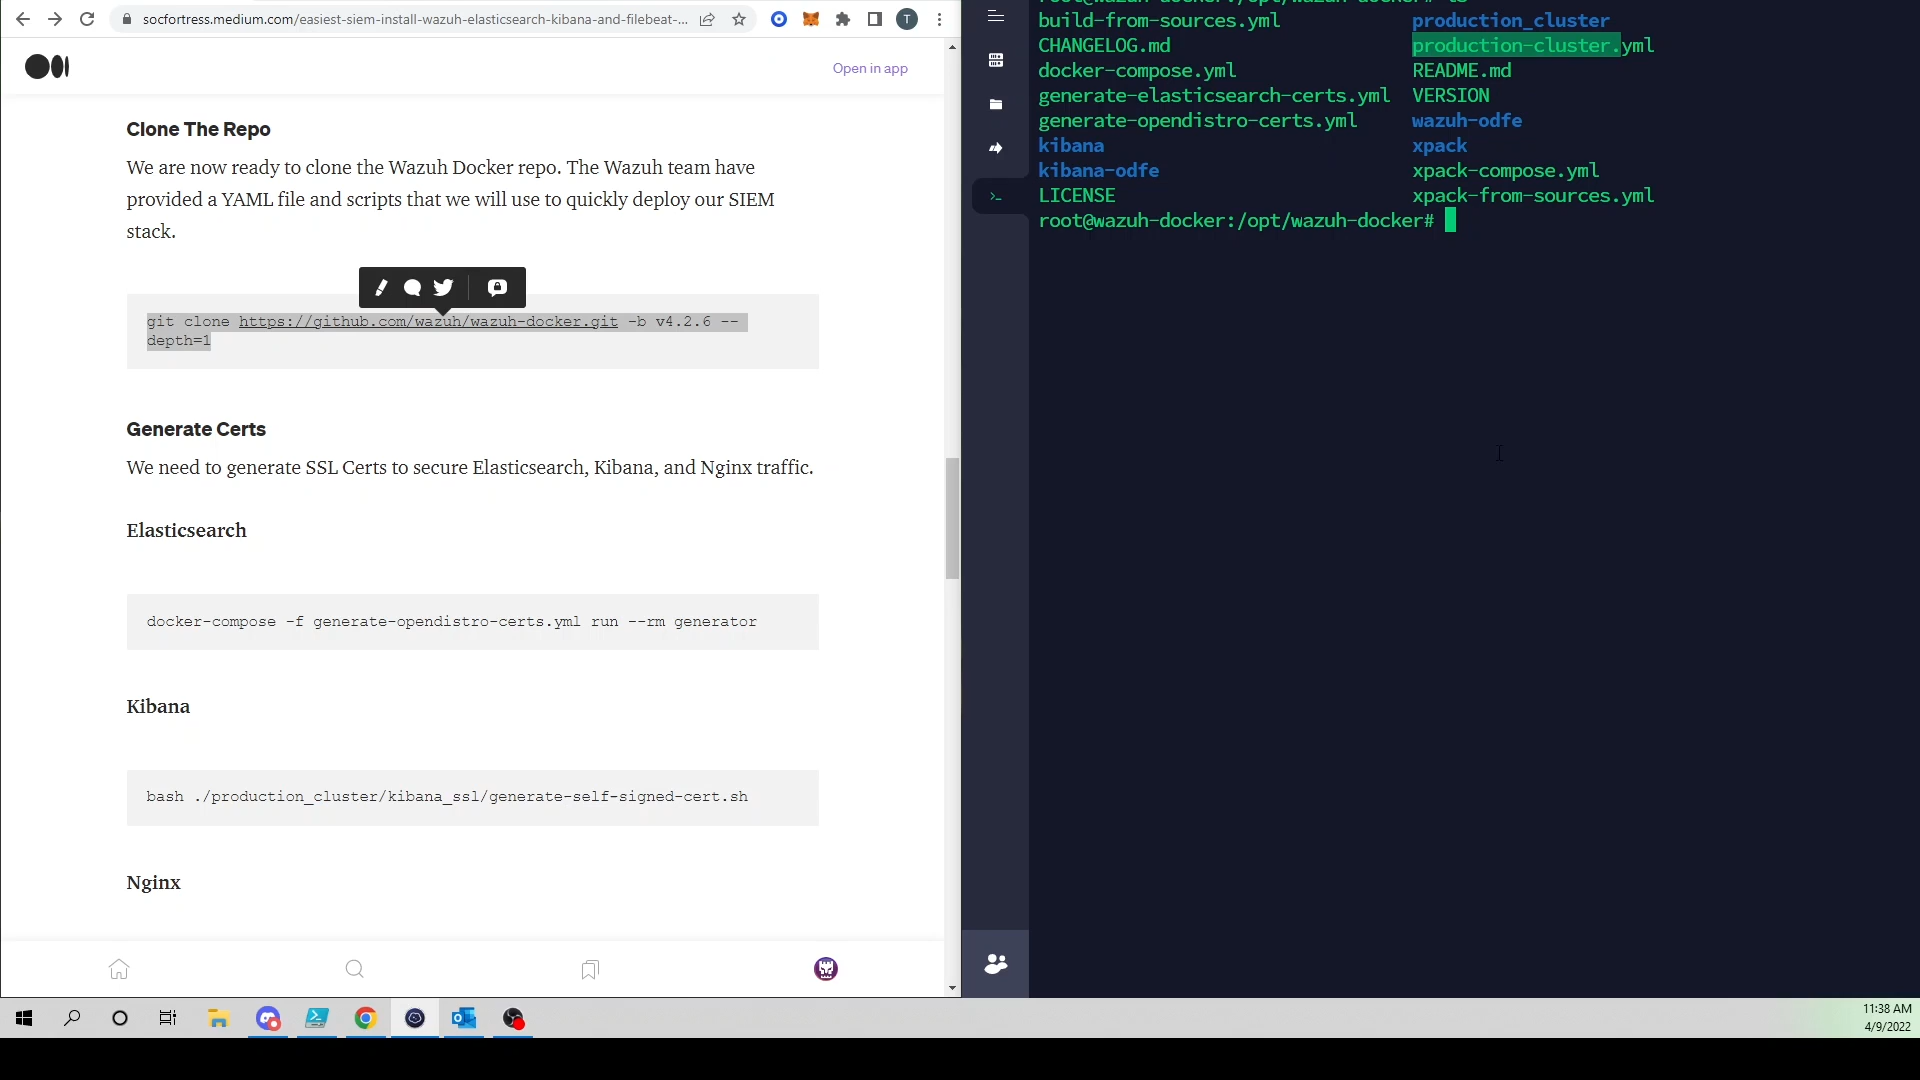 socfortress.medium.com/easiest-siem-install-wazuh-elasticsearch-kibana-and-filebeat-...
T
Open in app
Clone The Repo
We are now ready to clone the Wazuh Docker repo. The Wazuh team have
provided a YAML file and scripts that we will use to quickly deploy our SIEM
stack.
git clone https://github.com/wazuh/wazuh-docker.git -b v4.2.6 --
depth=1
Generate Certs
We need to generate SSL Certs to secure Elasticsearch, Kibana, and Nginx traffic.
Elasticsearch
docker-compose -f generate-opendistro-certs.yml run --rm generator
Kibana
bash ./production_cluster/kibana_ssl/generate-self-signed-cert.sh
Nginx
root@wazuh-docker:/opt/wazuh-docker# ls
build-from-sources.yml production_cluster
CHANGELOG.md production-cluster.yml
docker-compose.yml README.md
generate-elasticsearch-certs.yml VERSION
generate-opendistro-certs.yml wazuh-odfe
kibana xpack
kibana-odfe xpack-compose.yml
LICENSE xpack-from-sources.yml
root@wazuh-docker:/opt/wazuh-docker#
11:38 AM
4/9/2022